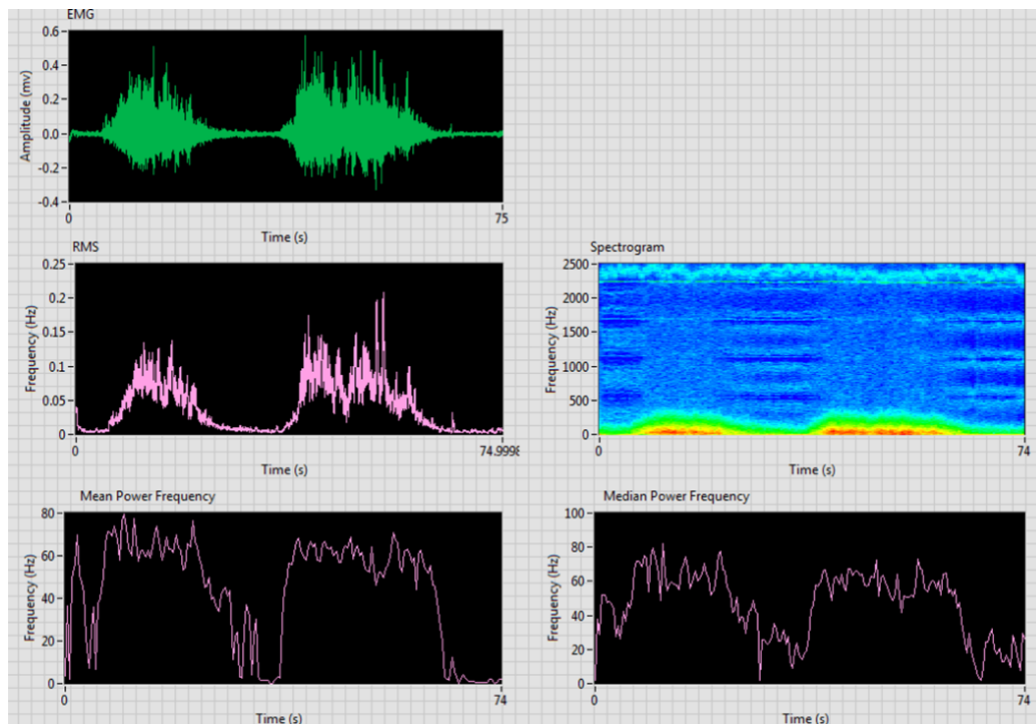 EMG
Amplitude (mv)
0.6
0.4
0.2
0.0
-0.2
-0.4
0
75
Time (s)
RMS
Frequency (Hz)
0.25
0.2
0.15
0.1
0.05
0
0
74.9998
Time (s)
Spectrogram
Frequency (Hz)
2500
2000
1500
1000
500
0
0
74
Time (s)
Mean Power Frequency
Frequency (Hz)
80
60
40
20
0
0
74
Time (s)
Median Power Frequency
Frequency (Hz)
100
80
60
40
20
0
0
74
Time (s)